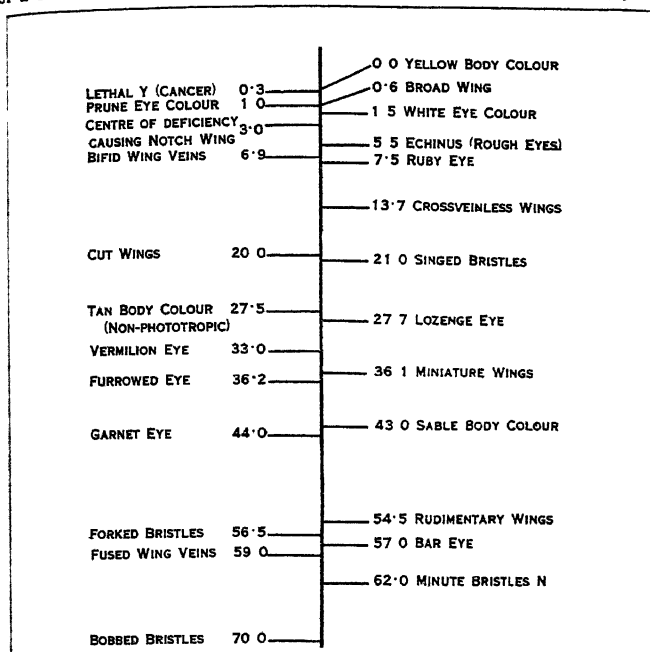 0 0 YELLOW BODY COLOUR
LETHAL Y (CANCER) 0·3
0·6 BROAD WING
PRUNE EYE COLOUR 1 0
1 5 WHITE EYE COLOUR
CENTRE OF DEFICIENCY 3·0
CAUSING NOTCH WING
5 5 ECHINUS (ROUGH EYES)
BIFID WING VEINS 6·9
7·5 RUBY EYE
13·7 CROSSVEINLESS WINGS
CUT WINGS 20 0
21 0 SINGED BRISTLES
TAN BODY COLOUR 27·5
(NON-PHOTOTROPIC)
27 7 LOZENGE EYE
VERMILION EYE 33·0
36 1 MINIATURE WINGS
FURROWED EYE 36·2
43 0 SABLE BODY COLOUR
GARNET EYE 44·0
54·5 RUDIMENTARY WINGS
FORKED BRISTLES 56·5
57 0 BAR EYE
FUSED WING VEINS 59 0
62·0 MINUTE BRISTLES N
BOBBED BRISTLES 70 0